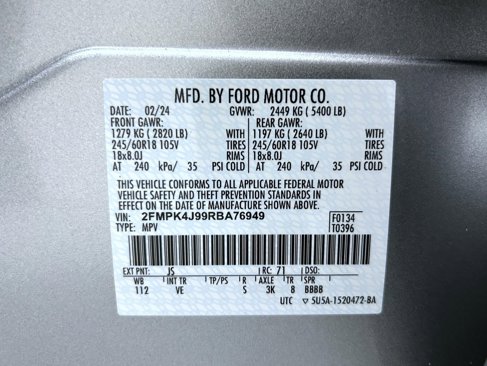 MFD. BY FORD MOTOR CO.
DATE: 02/24 GVWR: 2449 KG ( 5400 LB)
FRONT GAWR: REAR GAWR:
1279 KG ( 2820 LB) WITH 1197 KG ( 2640 LB) WITH
245/60R18 105V TIRES 245/60R18 105V TIRES
18x8.0J RIMS 18x8.0J RIMS
AT 240 kPa/ 35 PSI COLD AT 240 kPa/ 35 PSI COLD
THIS VEHICLE CONFORMS TO ALL APPLICABLE FEDERAL MOTOR
VEHICLE SAFETY AND THEFT PREVENTION STANDARDS IN
EFFECT ON THE DATE OF MANUFACTURE SHOWN ABOVE.
VIN: 2FMPK4J99RBA76949 F0134
TYPE: MPV T0396
EXT PNT: JS RC: 71 DSO:
WB INT TR TP/PS R AXLE TR SPR
112 VE S 3K 8 BBBB
UTC ▽ 5U5A-1520472-BA